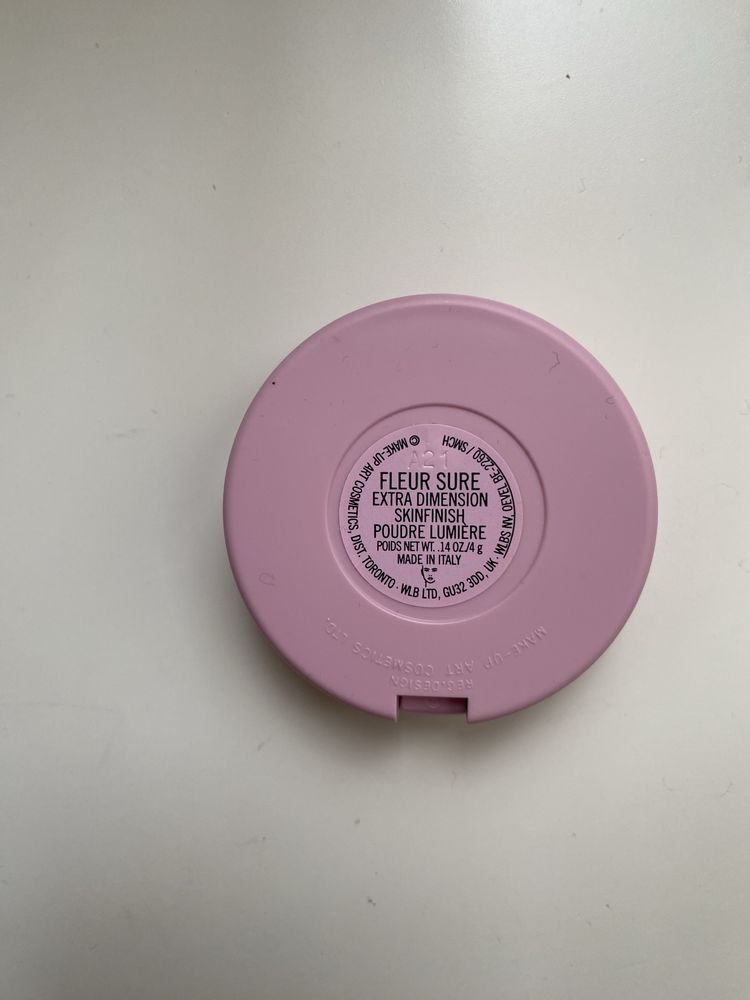 A21
FLEUR SURE
EXTRA DIMENSION
SKINFINISH
POUDRE LUMIÈRE
POIDS NET WT. .14 OZ./4 g
MADE IN ITALY
© MAKE-UP ART COSMETICS, DIST. TORONTO · WLB LTD, GU32 3DD, UK · WLBS NV, OEVEL BE-2260 / SMCH
MAKE-UP ART COSMETICS LTD.
REG.DESIGN